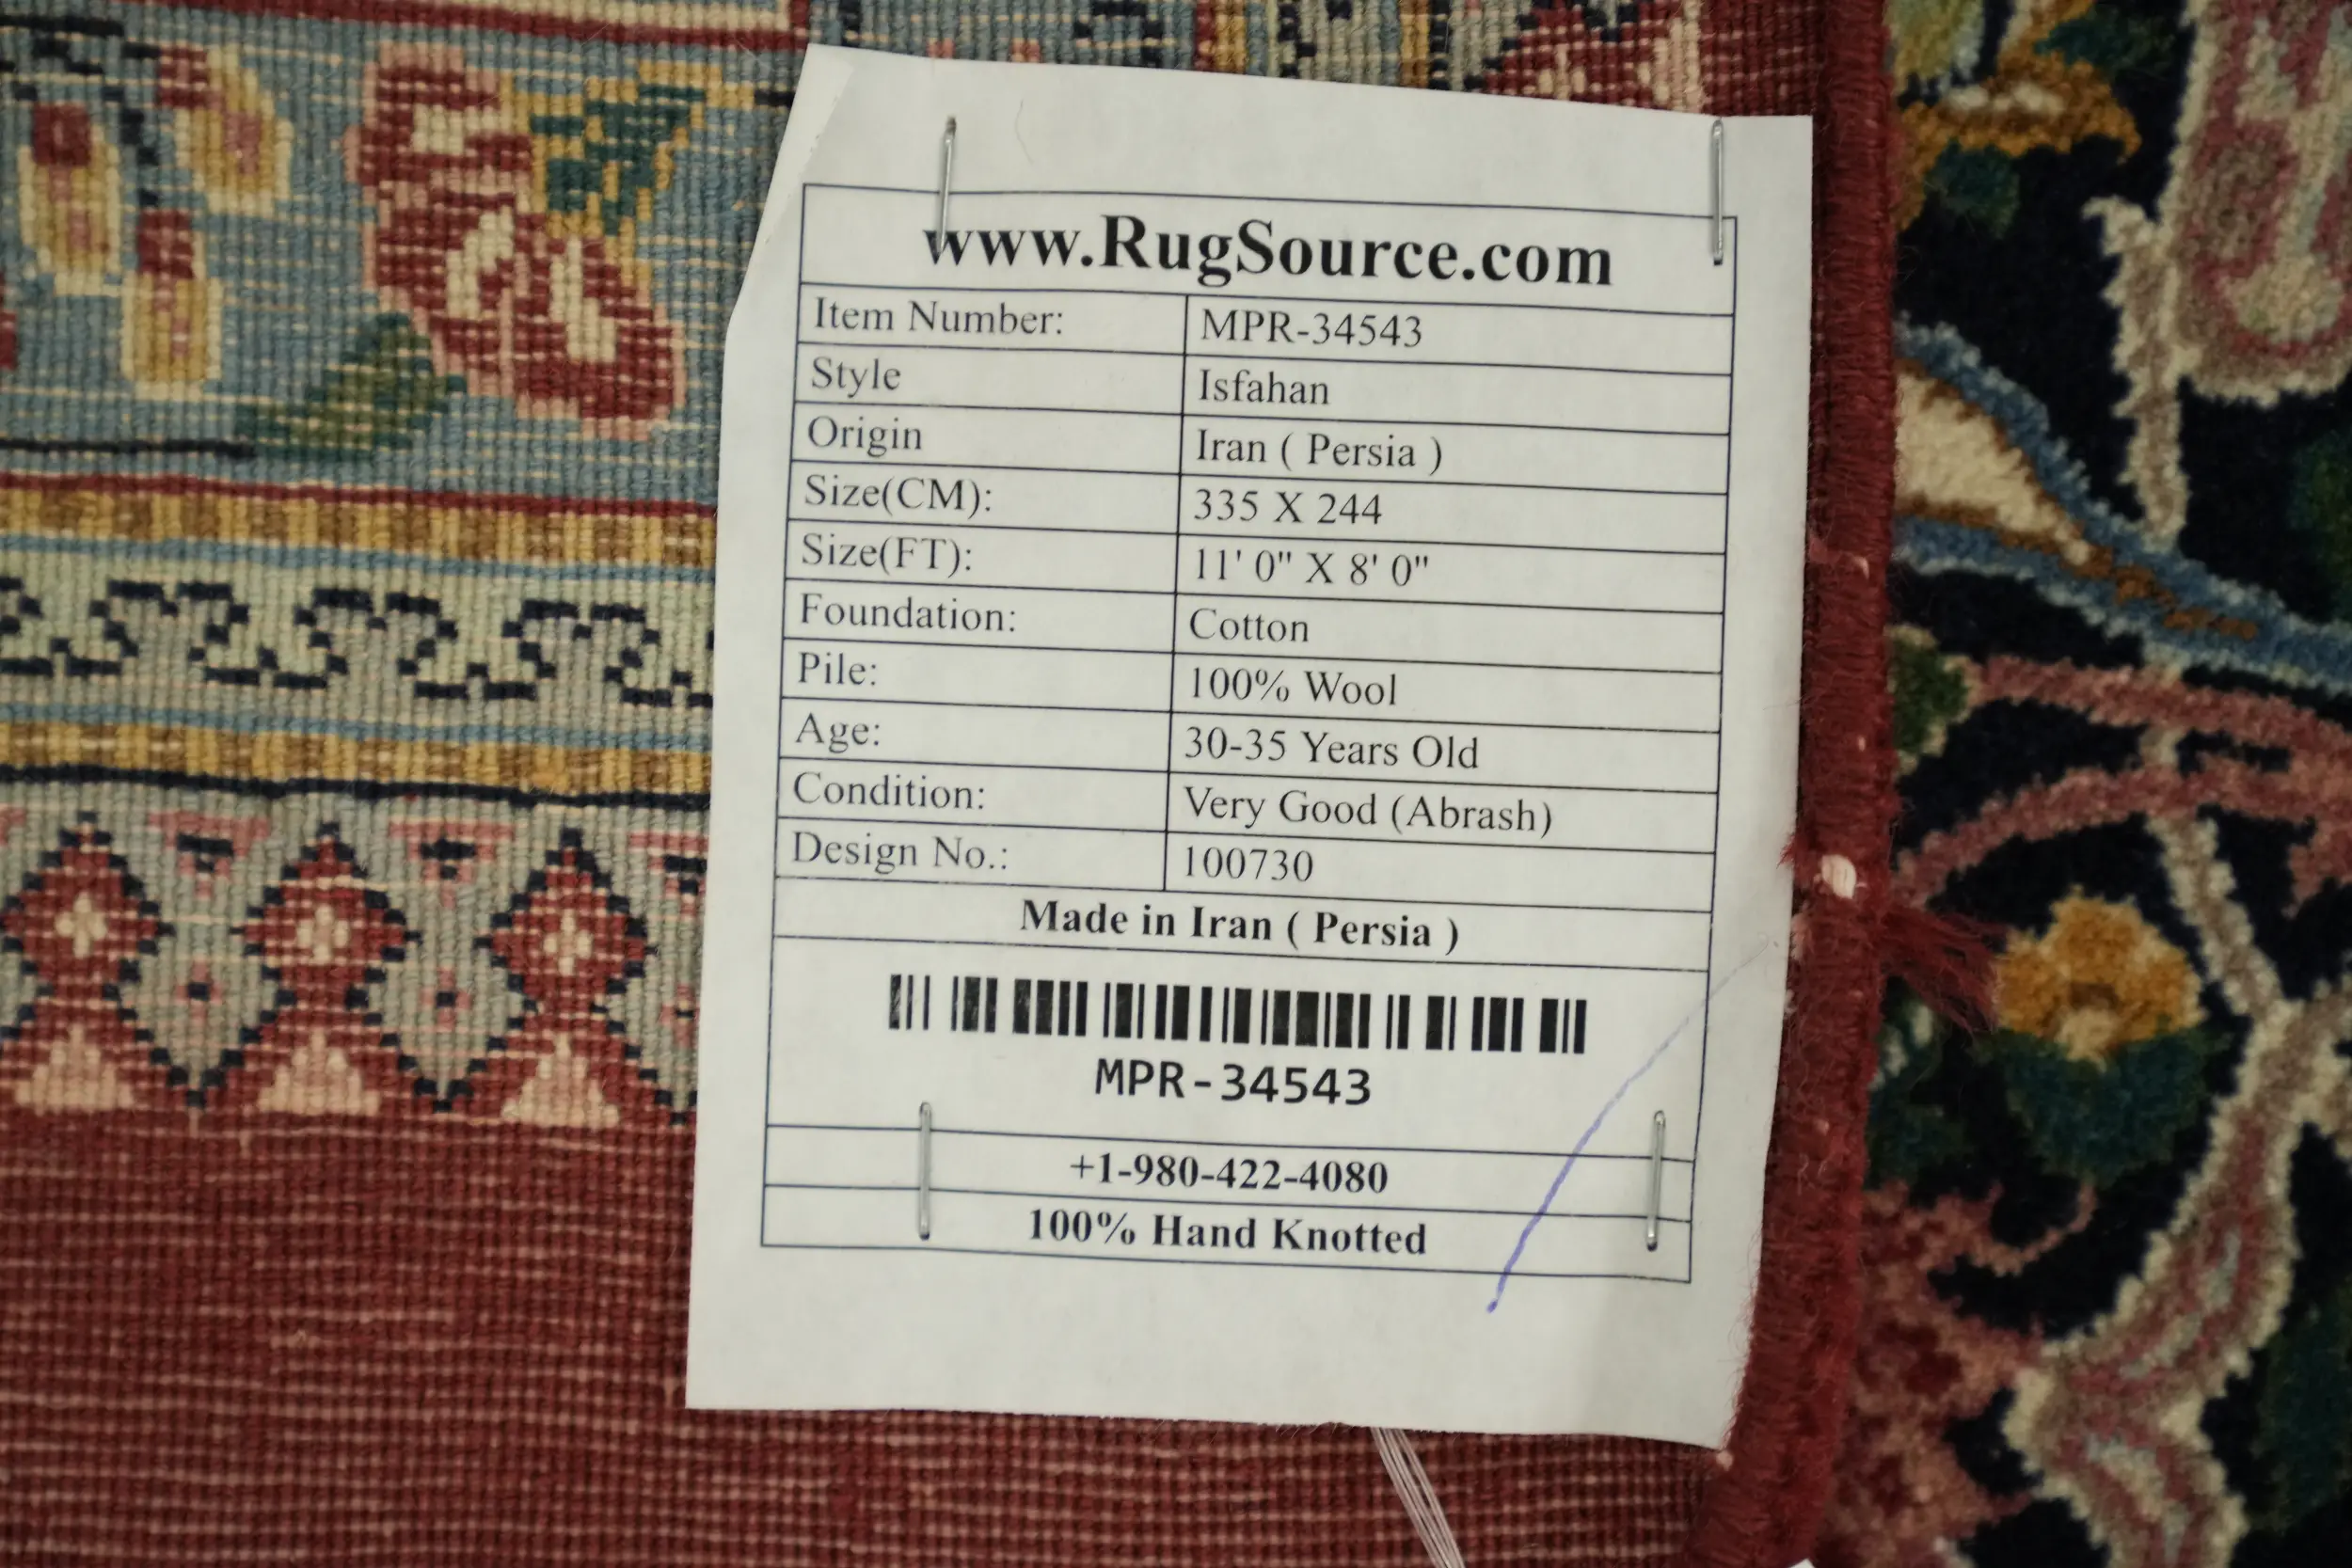 www.RugSource.com
Item Number: MPR-34543
Style Isfahan
Origin Iran ( Persia )
Size(CM): 335 X 244
Size(FT): 11' 0" X 8' 0"
Foundation: Cotton
Pile: 100% Wool
Age: 30-35 Years Old
Condition: Very Good (Abrash)
Design No.: 100730
Made in Iran ( Persia )
MPR-34543
+1-980-422-4080
100% Hand Knotted